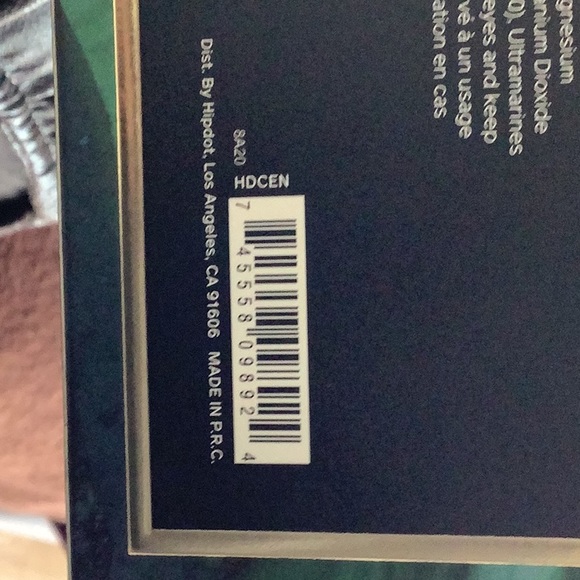 gnesium
anium Dioxide
0), Ultramarines
eyes and keep
vé à un usage
ation en cas
8A20
HDCEN
7 45558 09892 4
Dist. By Hipdot, Los Angeles, CA 91606 MADE IN P.R.C.